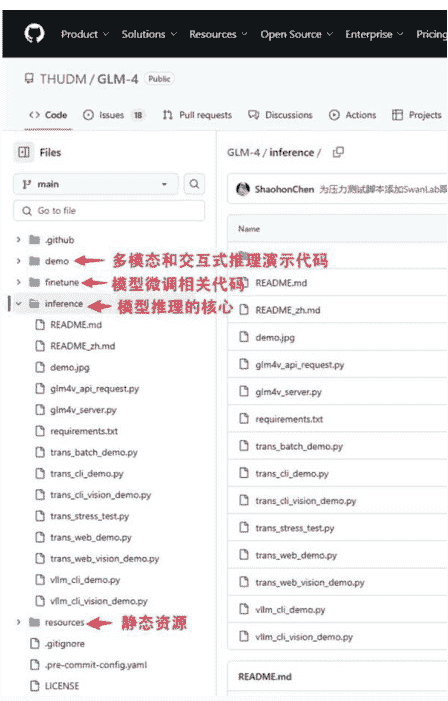 Product Solutions Resources Open Source Enterprise Pricing
THUDM / GLM-4 Public
<> Code Issues 18 Pull requests Discussions Actions Projects
Files
main
Go to file
.github
demo 多模态和交互式推理演示代码
finetune 模型微调相关代码
inference 模型推理的核心
README.md
README_zh.md
demo.jpg
glm4v_api_request.py
glm4v_server.py
requirements.txt
trans_batch_demo.py
trans_cli_demo.py
trans_cli_vision_demo.py
trans_stress_test.py
trans_web_demo.py
trans_web_vision_demo.py
vllm_cli_demo.py
vllm_cli_vision_demo.py
resources 静态资源
.gitignore
.pre-commit-config.yaml
LICENSE
GLM-4 / inference /
ShaohonChen 为压力测试脚本添加SwanLab跟
Name
README.md
README_zh.md
demo.jpg
glm4v_api_request.py
glm4v_server.py
requirements.txt
trans_batch_demo.py
trans_cli_demo.py
trans_cli_vision_demo.py
trans_stress_test.py
trans_web_demo.py
trans_web_vision_demo.py
vllm_cli_demo.py
vllm_cli_vision_demo.py
README.md